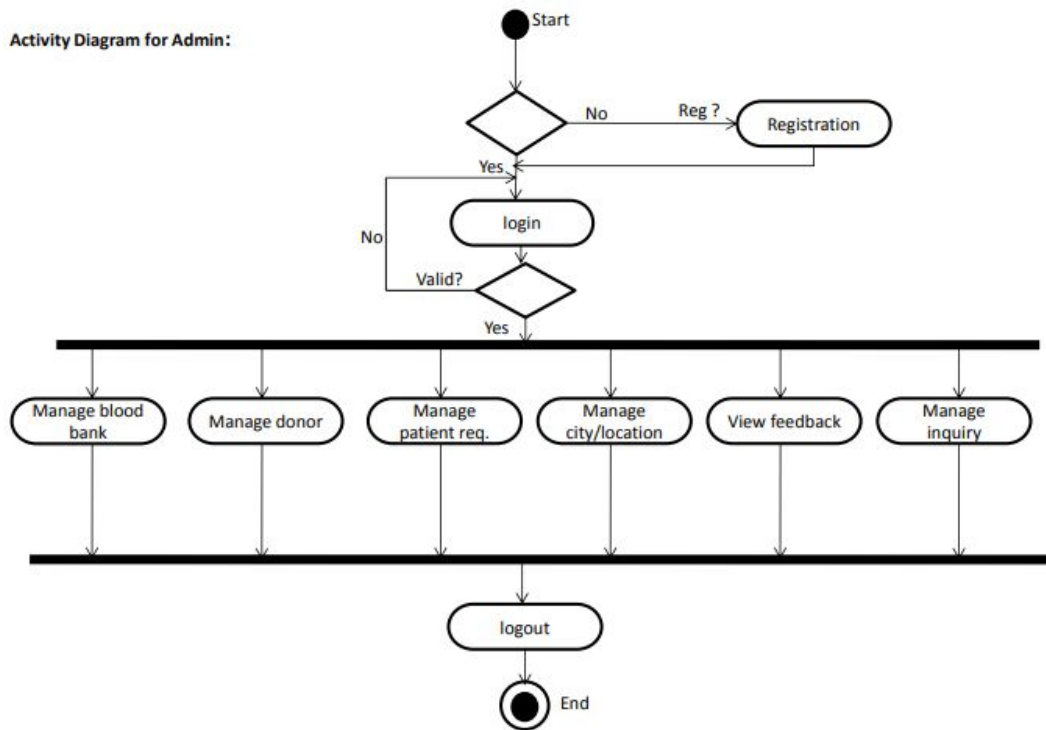 Start
Activity Diagram for Admin:
No
Reg ?
Registration
Yes
login
No
Valid?
Yes
Manage blood
bank
Manage donor
Manage
patient req.
Manage
city/location
View feedback
Manage
inquiry
logout
End